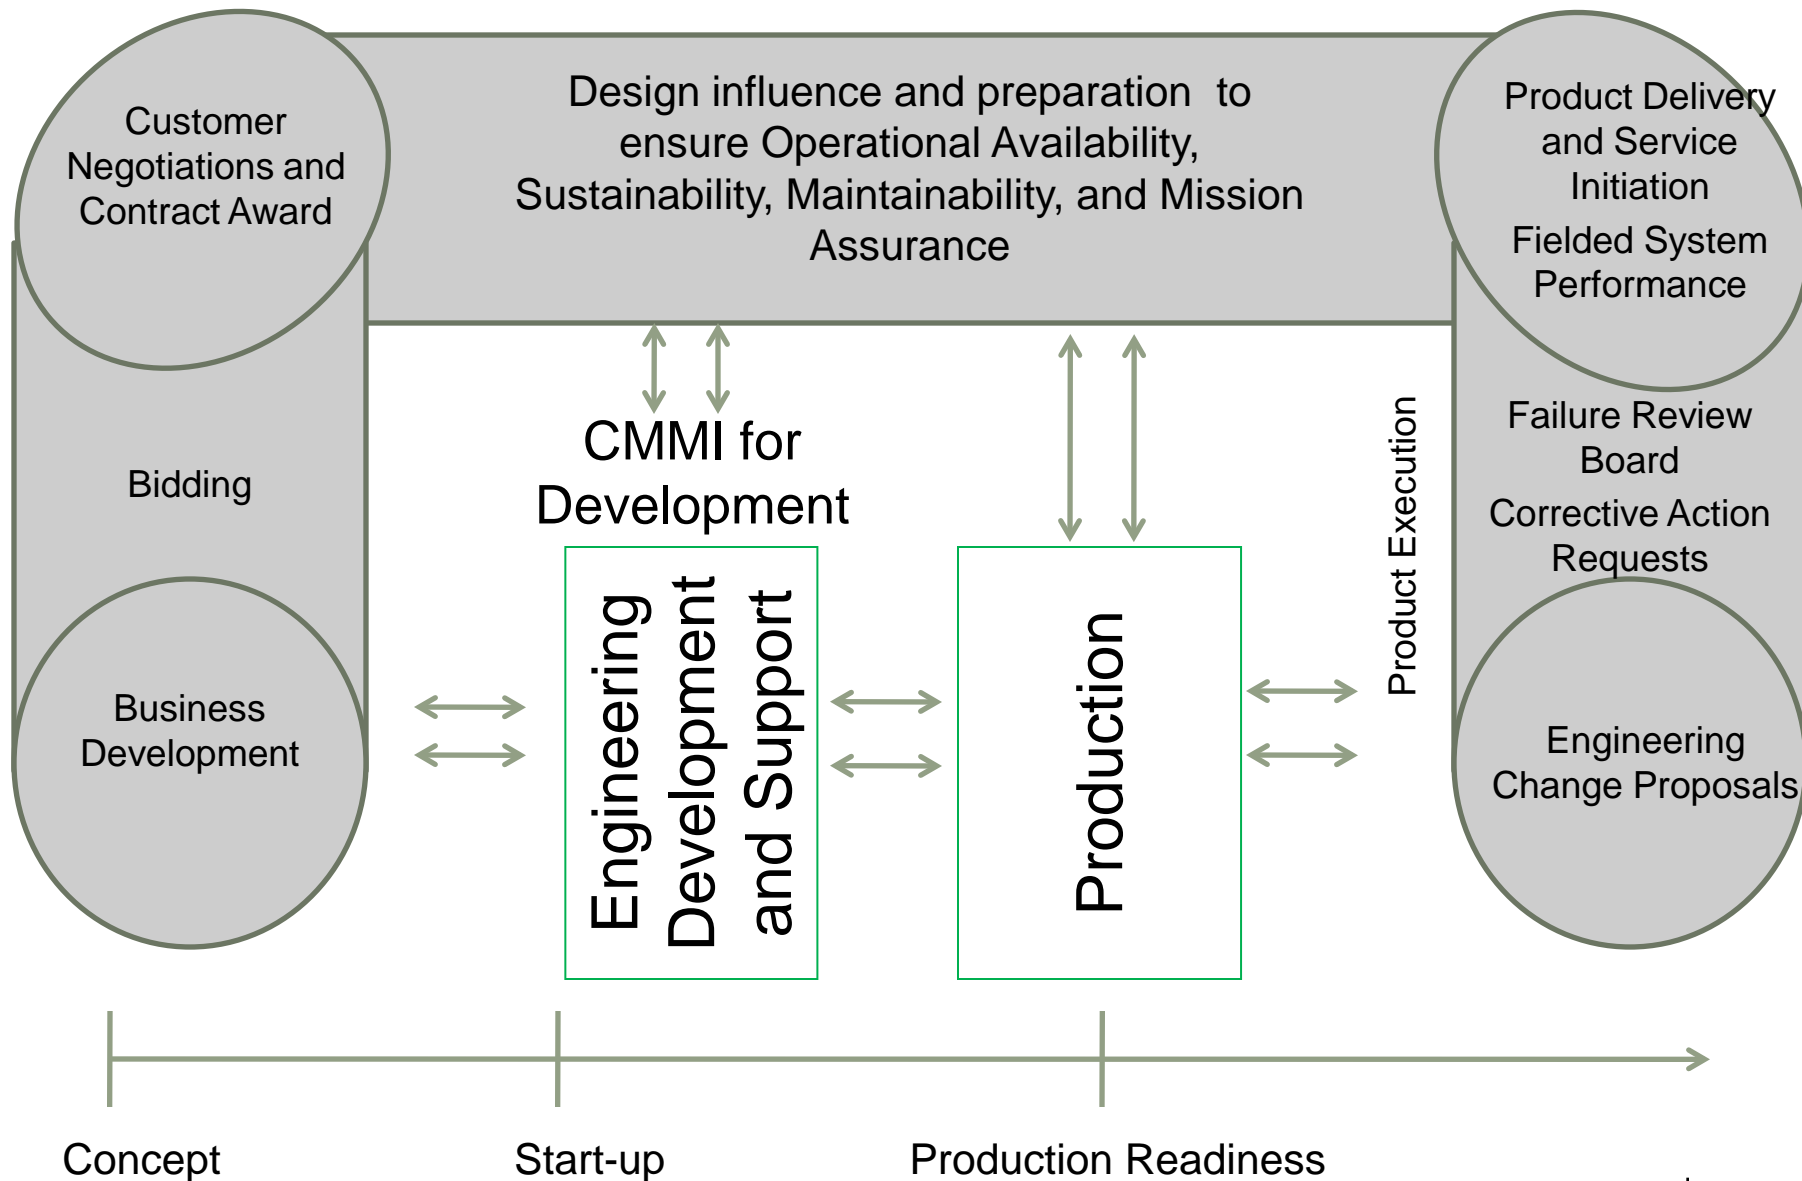 Customer
Negotiations and
Contract Award
Design influence and preparation to
ensure Operational Availability,
Sustainability, Maintainability, and Mission
Assurance
Product Delivery
and Service
Initiation
Fielded System
Performance
Bidding
CMMI for
Development
Product Execution
Failure Review
Board
Corrective Action
Requests
Business
Development
Engineering
Development
and Support
Production
Engineering
Change Proposals
Concept
Start-up
Production Readiness